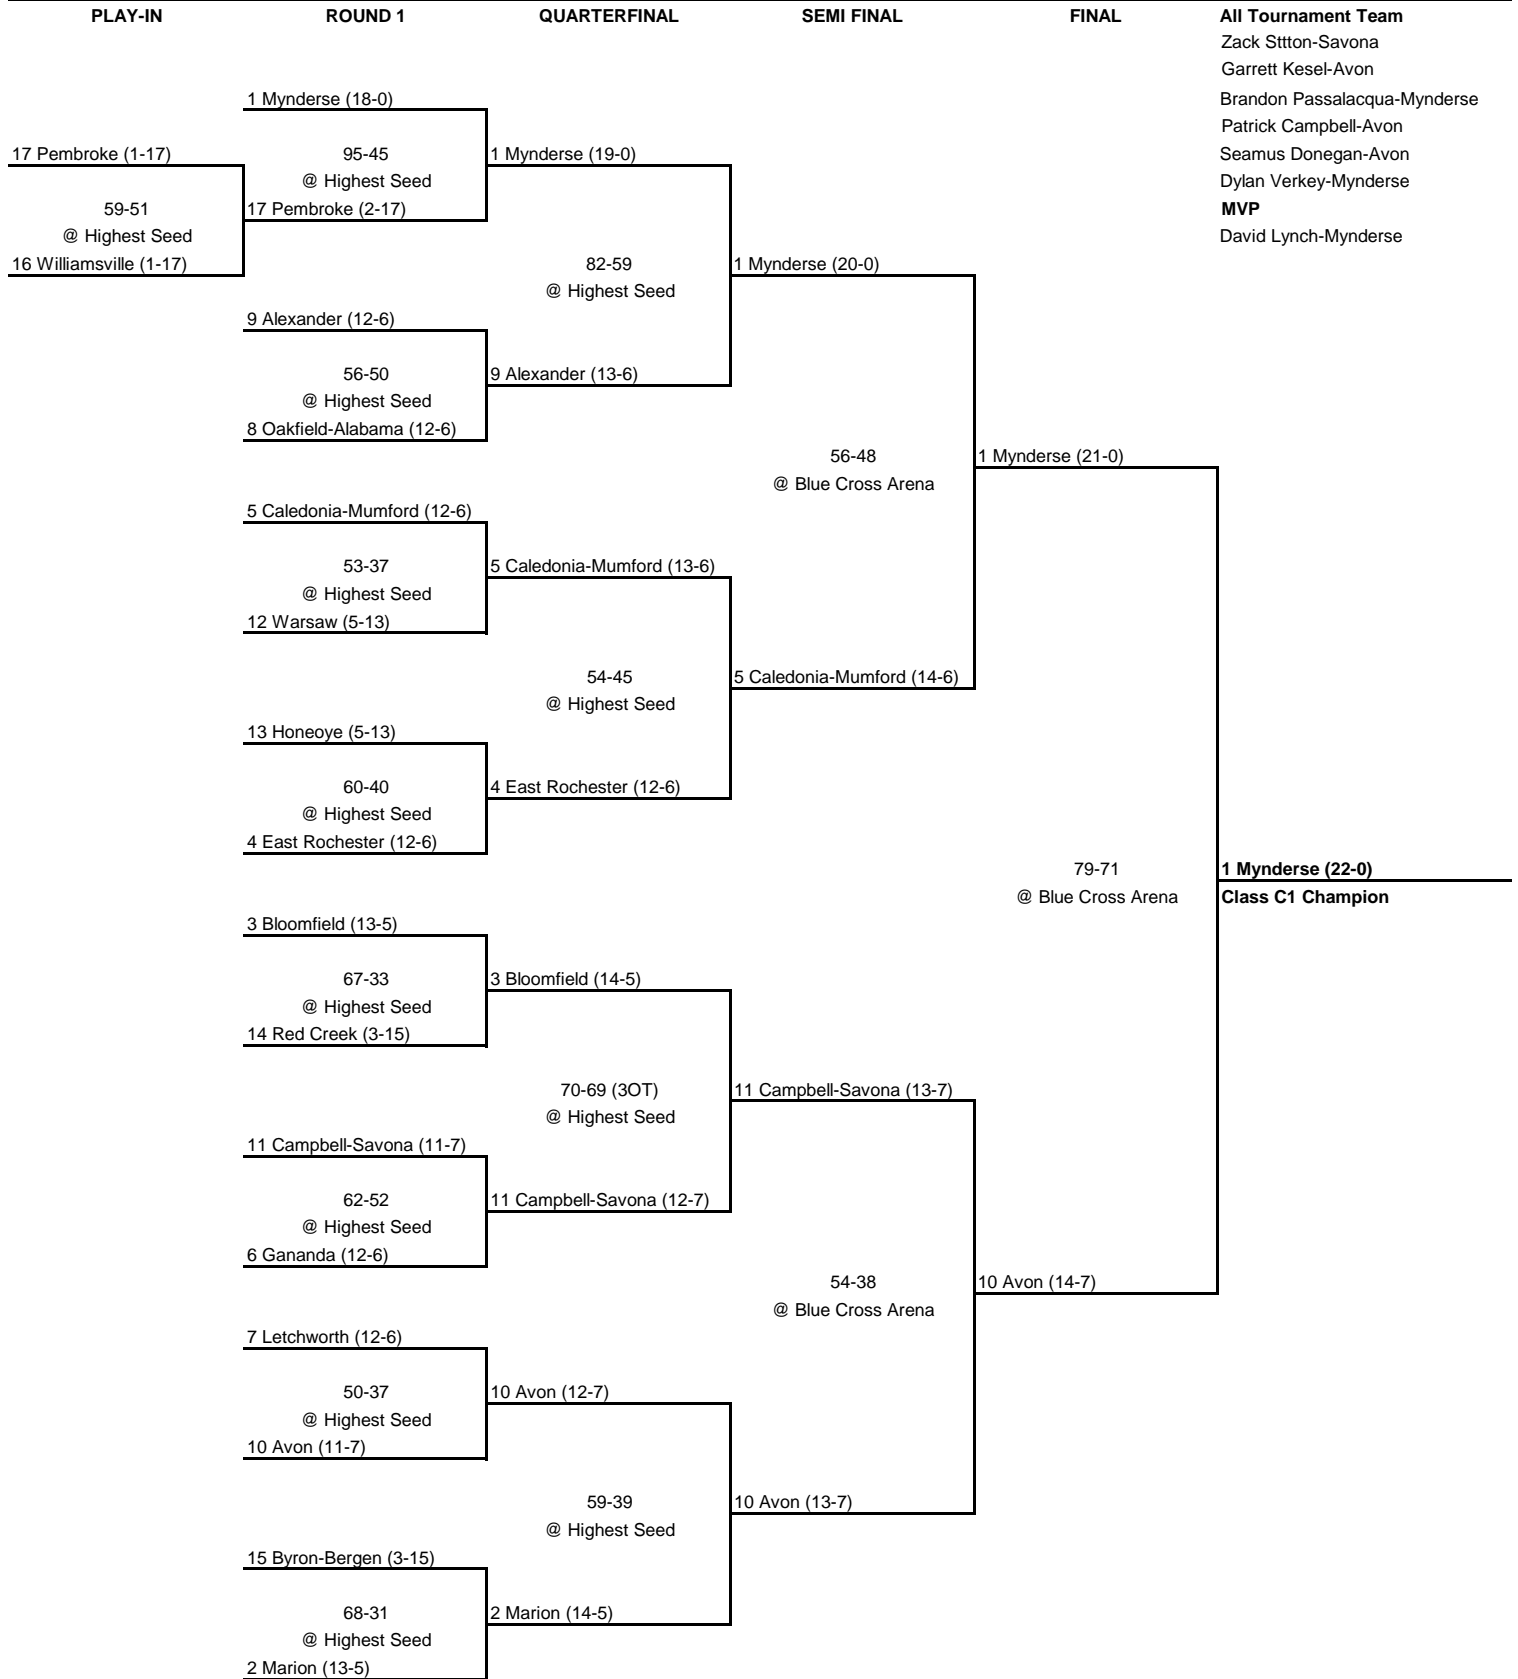 PLAY-IN ROUND 1 QUARTERFINAL SEMI FINAL FINAL All Tournament Team
Zack Sttton-Savona
Garrett Kesel-Avon
1 Mynderse (18-0) Brandon Passalacqua-Mynderse
Patrick Campbell-Avon
17 Pembroke (1-17) 95-45 1 Mynderse (19-0) Seamus Donegan-Avon
@ Highest Seed Dylan Verkey-Mynderse
59-51 17 Pembroke (2-17) MVP
@ Highest Seed David Lynch-Mynderse
16 Williamsville (1-17) 82-59 1 Mynderse (20-0)
@ Highest Seed
9 Alexander (12-6)
56-50 9 Alexander (13-6)
@ Highest Seed
8 Oakfield-Alabama (12-6)
56-48 1 Mynderse (21-0)
@ Blue Cross Arena
5 Caledonia-Mumford (12-6)
53-37 5 Caledonia-Mumford (13-6)
@ Highest Seed
12 Warsaw (5-13)
54-45 5 Caledonia-Mumford (14-6)
@ Highest Seed
13 Honeoye (5-13)
60-40 4 East Rochester (12-6)
@ Highest Seed
4 East Rochester (12-6)
79-71 1 Mynderse (22-0)
@ Blue Cross Arena Class C1 Champion
3 Bloomfield (13-5)
67-33 3 Bloomfield (14-5)
@ Highest Seed
14 Red Creek (3-15)
70-69 (3OT) 11 Campbell-Savona (13-7)
@ Highest Seed
11 Campbell-Savona (11-7)
62-52 11 Campbell-Savona (12-7)
@ Highest Seed
6 Gananda (12-6)
54-38 10 Avon (14-7)
@ Blue Cross Arena
7 Letchworth (12-6)
50-37 10 Avon (12-7)
@ Highest Seed
10 Avon (11-7)
59-39 10 Avon (13-7)
@ Highest Seed
15 Byron-Bergen (3-15)
68-31 2 Marion (14-5)
@ Highest Seed
2 Marion (13-5)